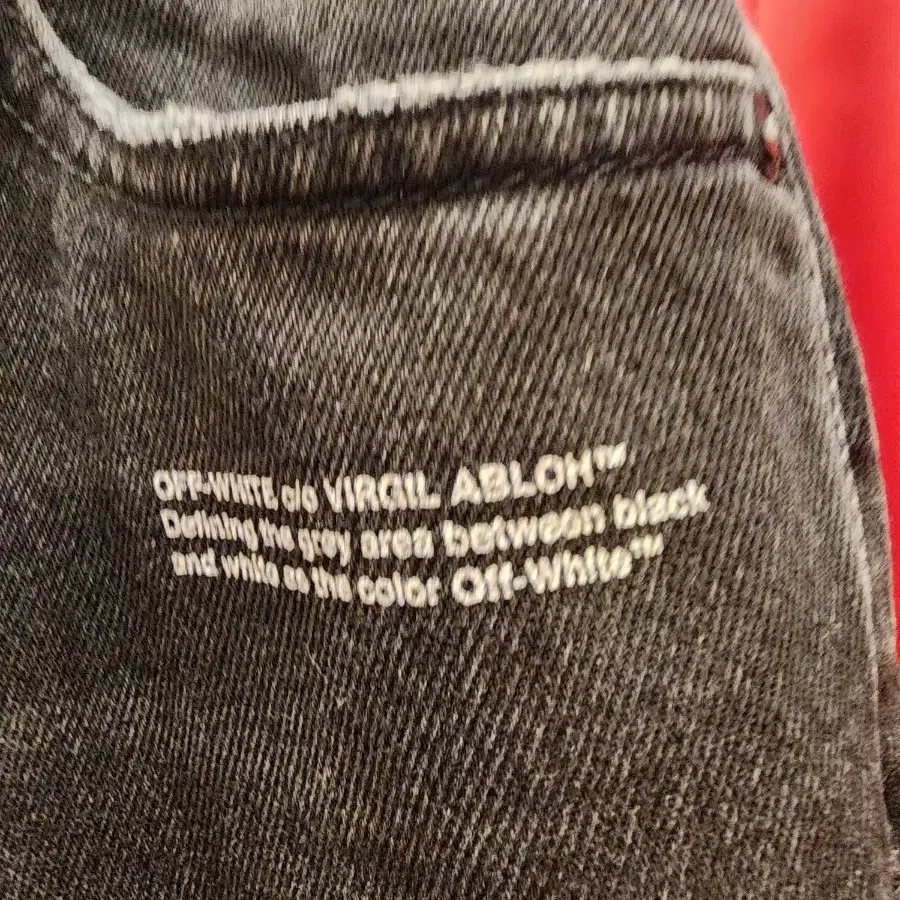 OFF-WHITE c/o VIRGIL ABLOH™
Defining the grey area between black
and white as the color Off-White™